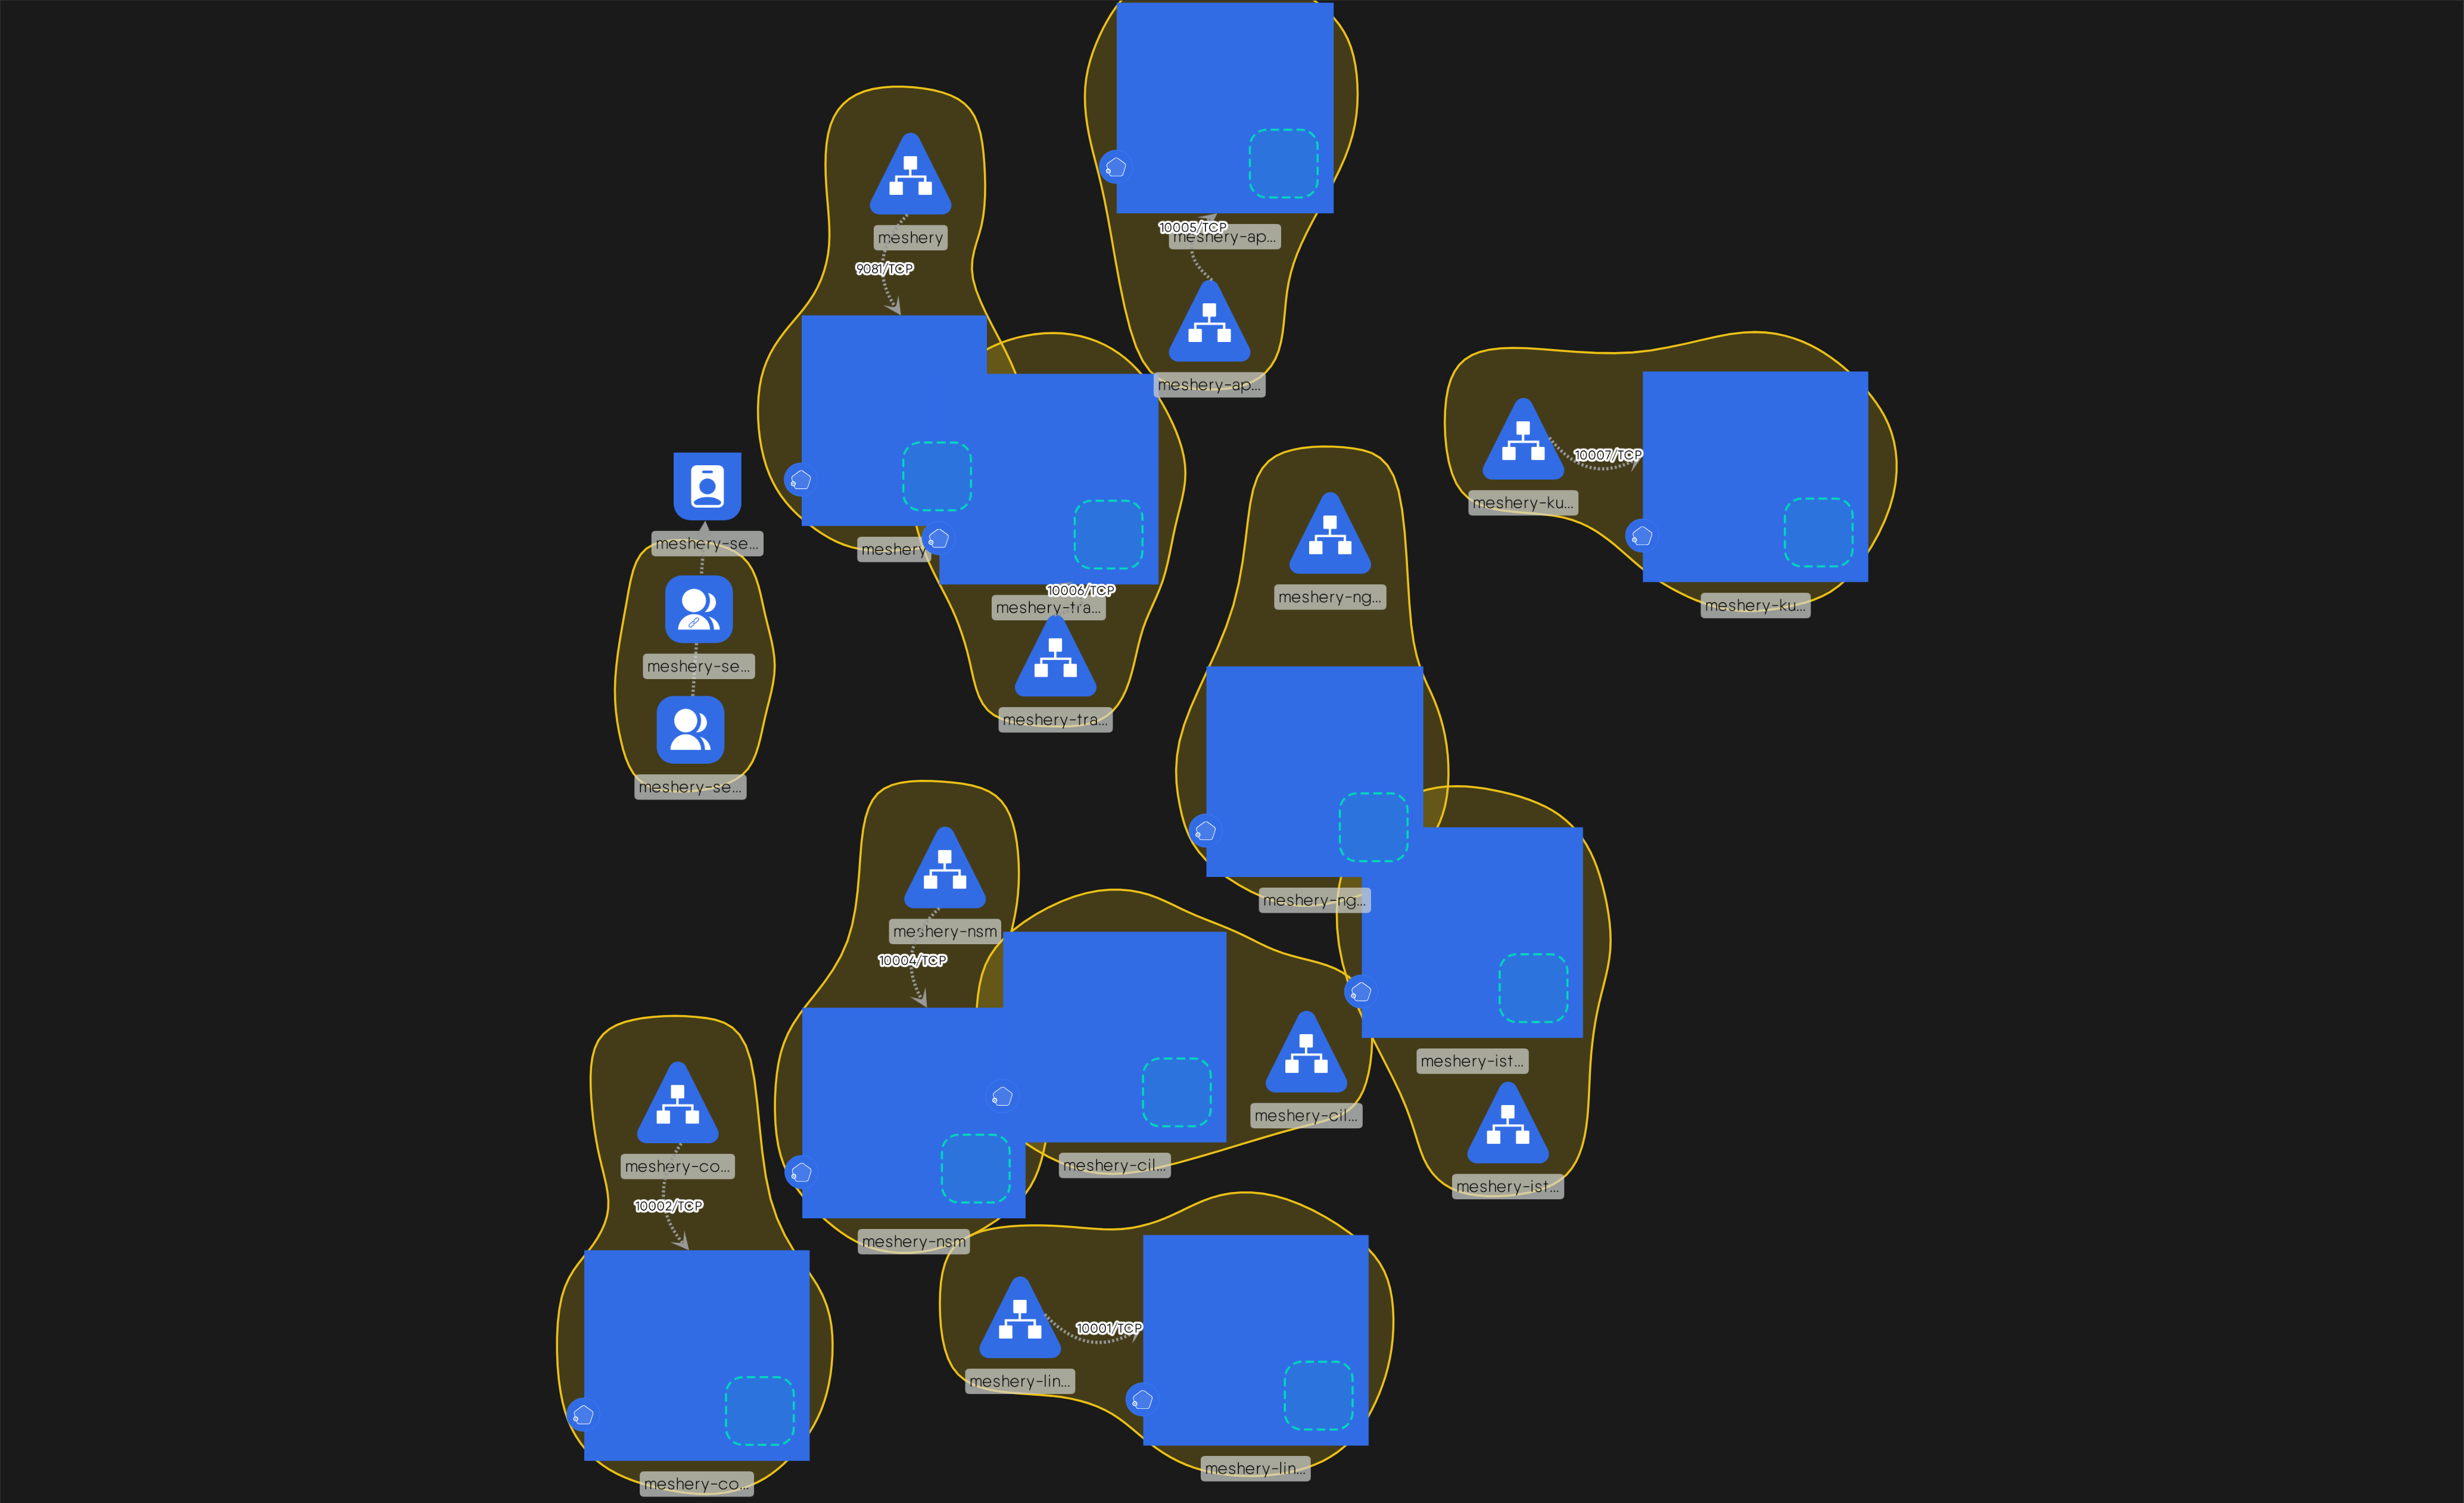 meshery
9081/TCP
meshery
10005/TCP
meshery-ap...
meshery-ap...
meshery-ku...
10007/TCP
meshery-ku...
meshery-se...
meshery-se...
meshery-se...
10006/TCP
meshery-tra...
meshery-tra...
meshery-ng...
meshery-ng...
meshery-nsm
10004/TCP
meshery-nsm
meshery-cil...
meshery-cil...
meshery-ist...
meshery-ist...
meshery-co...
10002/TCP
meshery-co...
meshery-lin...
10001/TCP
meshery-lin...